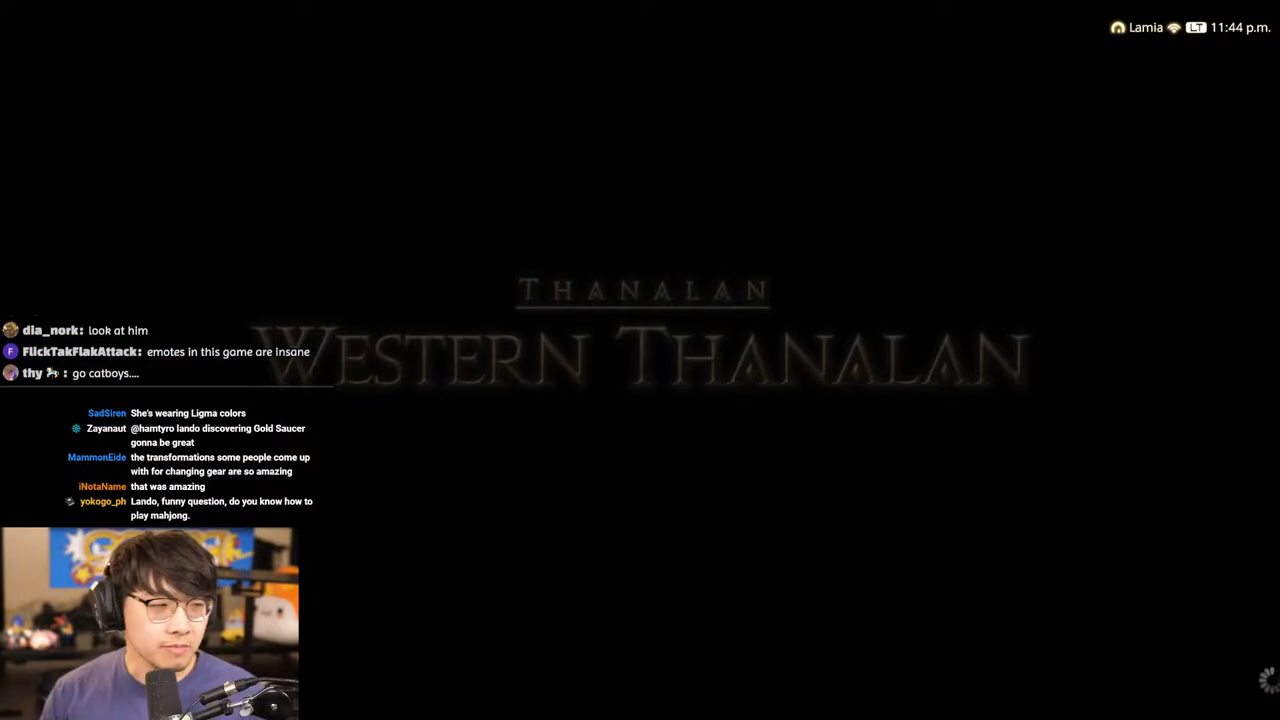 Lamia LT 11:44 p.m.
THANALAN
WESTERN THANALAN
dia_nork: look at him
F FlickTakFlakAttack: emotes in this game are insane
thy : go catboys....
SadSiren She's wearing Ligma colors
Zayanaut @hamtyro lando discovering Gold Saucer
gonna be great
MammonEide the transformations some people come up
with for changing gear are so amazing
iNotaName that was amazing
yokogo_ph Lando, funny question, do you know how to
play mahjong.